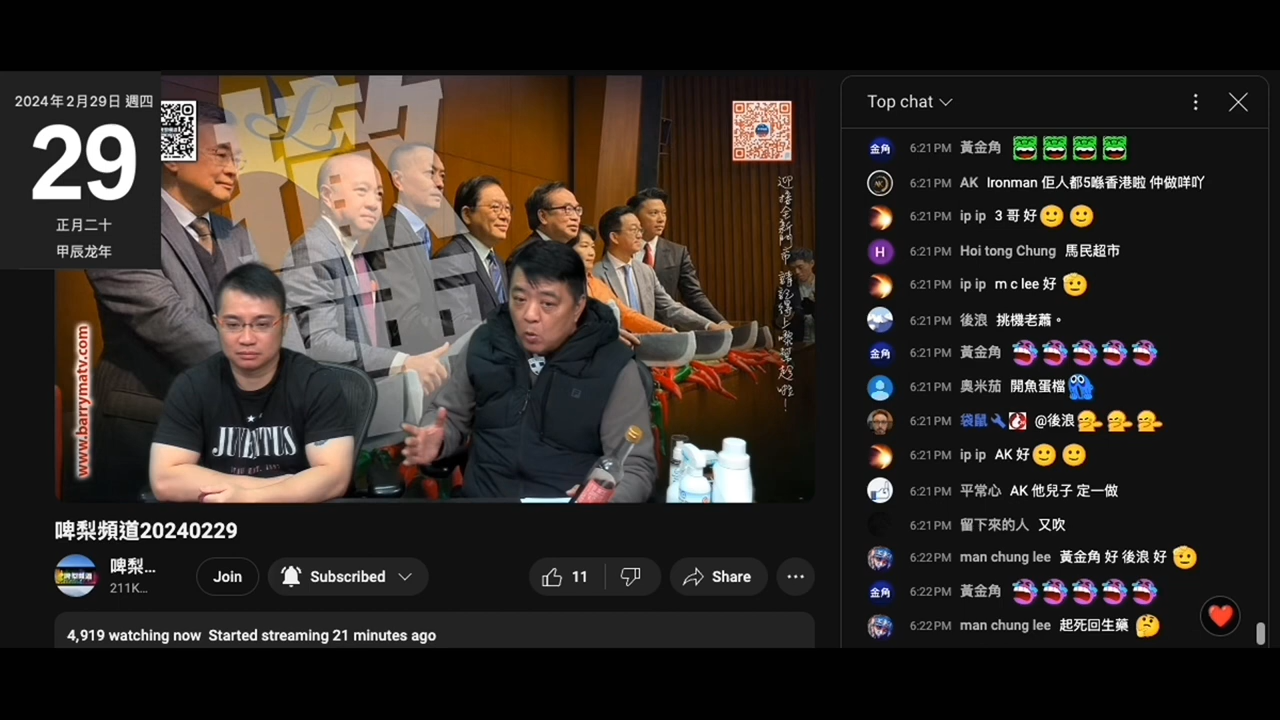 2024年2月29日 週四
29
正月二十
甲辰龙年
www.barrymatv.com
JUVENTUS
啤梨頻道20240229
啤梨...
211K...
Join
Subscribed
11
Share
4,919 watching now Started streaming 21 minutes ago
Top chat
6:21 PM 黃金角
6:21 PM AK Ironman 佢人都5喺香港啦 仲做咩吖
6:21 PM ip ip 3 哥 好
6:21 PM Hoi tong Chung 馬民超市
6:21 PM ip ip m c lee 好
6:21 PM 後浪 挑機老蕭。
6:21 PM 黃金角
6:21 PM 奧米茄 開魚蛋檔
6:21 PM 袋鼠 @後浪
6:21 PM ip ip AK 好
6:21 PM 平常心 AK 他兒子 定一做
6:21 PM 留下來的人 又吹
6:22 PM man chung lee 黃金角 好 後浪 好
6:22 PM 黃金角
6:22 PM man chung lee 起死回生藥
金角
金角
金角
H